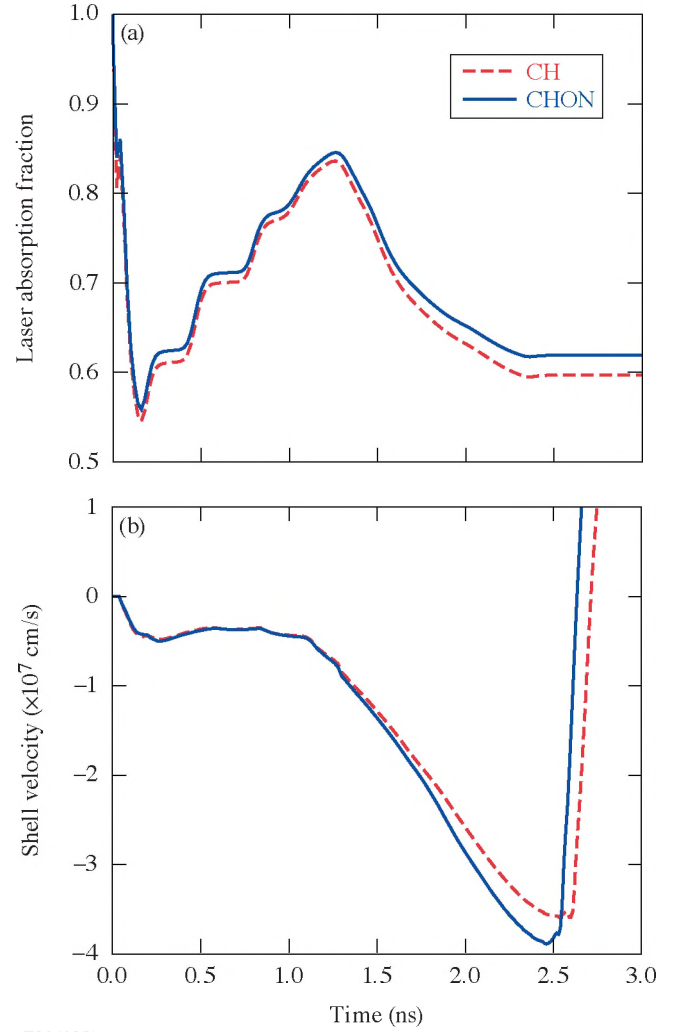 1.0
(a)
CH
CHON
0.9
0.8
0.7
0.6
0.5
Laser absorption fraction
1
(b)
0
−1
−2
−3
−4
Shell velocity (×10⁷ cm/s)
0.0 0.5 1.0 1.5 2.0 2.5 3.0
Time (ns)